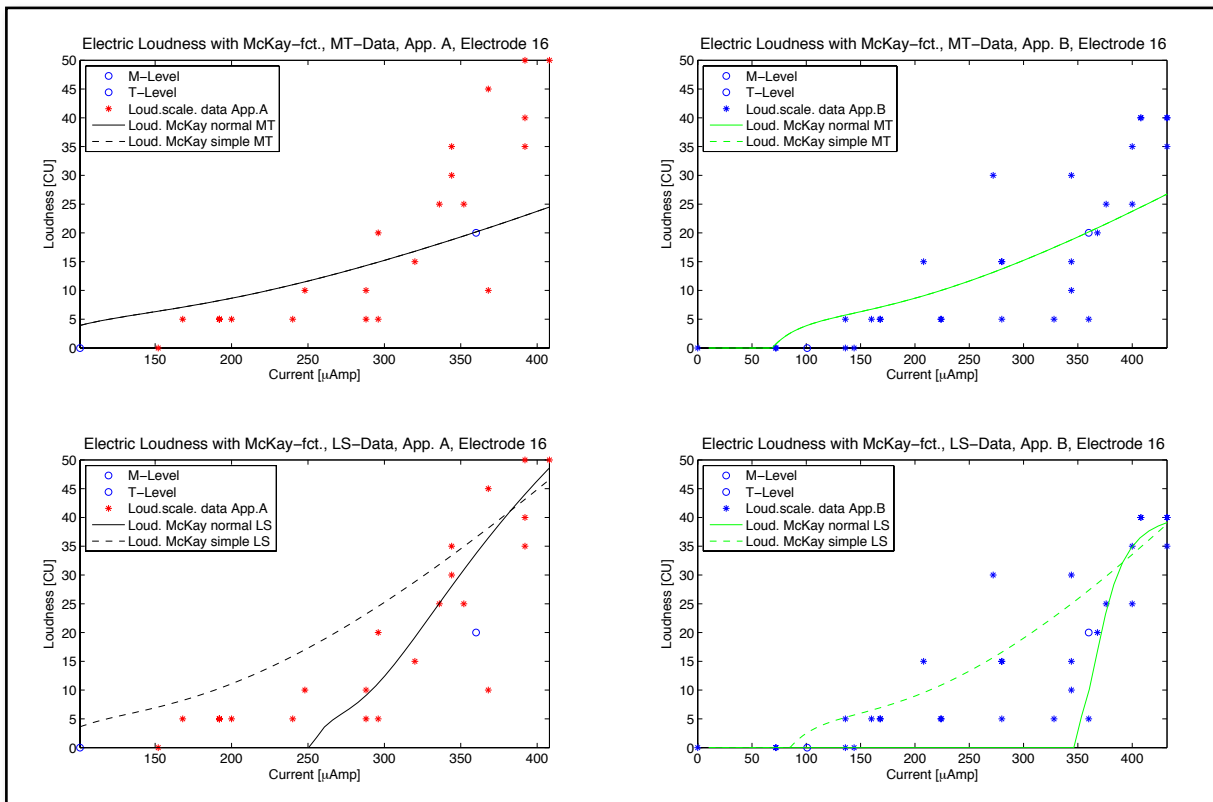 Electric Loudness with McKay−fct., MT−Data, App. A, Electrode 16
50
45
40
35
30
25
20
15
10
5
0
Loudness [CU]
M−Level
T−Level
Loud.scale. data App.A
Loud. McKay normal MT
Loud. McKay simple MT
150 200 250 300 350 400
Current [μAmp]
Electric Loudness with McKay−fct., MT−Data, App. B, Electrode 16
50
45
40
35
30
25
20
15
10
5
0
Loudness [CU]
M−Level
T−Level
Loud.scale. data App.B
Loud. McKay normal MT
Loud. McKay simple MT
0 50 100 150 200 250 300 350 400
Current [μAmp]
Electric Loudness with McKay−fct., LS−Data, App. A, Electrode 16
50
45
40
35
30
25
20
15
10
5
0
Loudness [CU]
M−Level
T−Level
Loud.scale. data App.A
Loud. McKay normal LS
Loud. McKay simple LS
150 200 250 300 350 400
Current [μAmp]
Electric Loudness with McKay−fct., LS−Data, App. B, Electrode 16
50
45
40
35
30
25
20
15
10
5
0
Loudness [CU]
M−Level
T−Level
Loud.scale. data App.B
Loud. McKay normal LS
Loud. McKay simple LS
0 50 100 150 200 250 300 350 400
Current [μAmp]